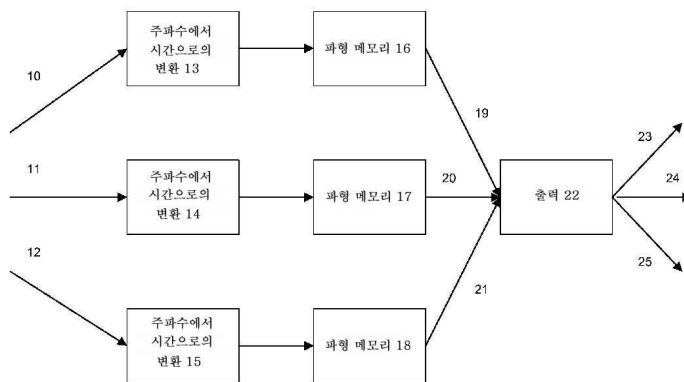 주파수에서
시간으로의
변환 13
파형 메모리 16
10
19
23
11
주파수에서
시간으로의
변환 14
파형 메모리 17
20
출력 22
24
12
21
25
주파수에서
시간으로의
변환 15
파형 메모리 18